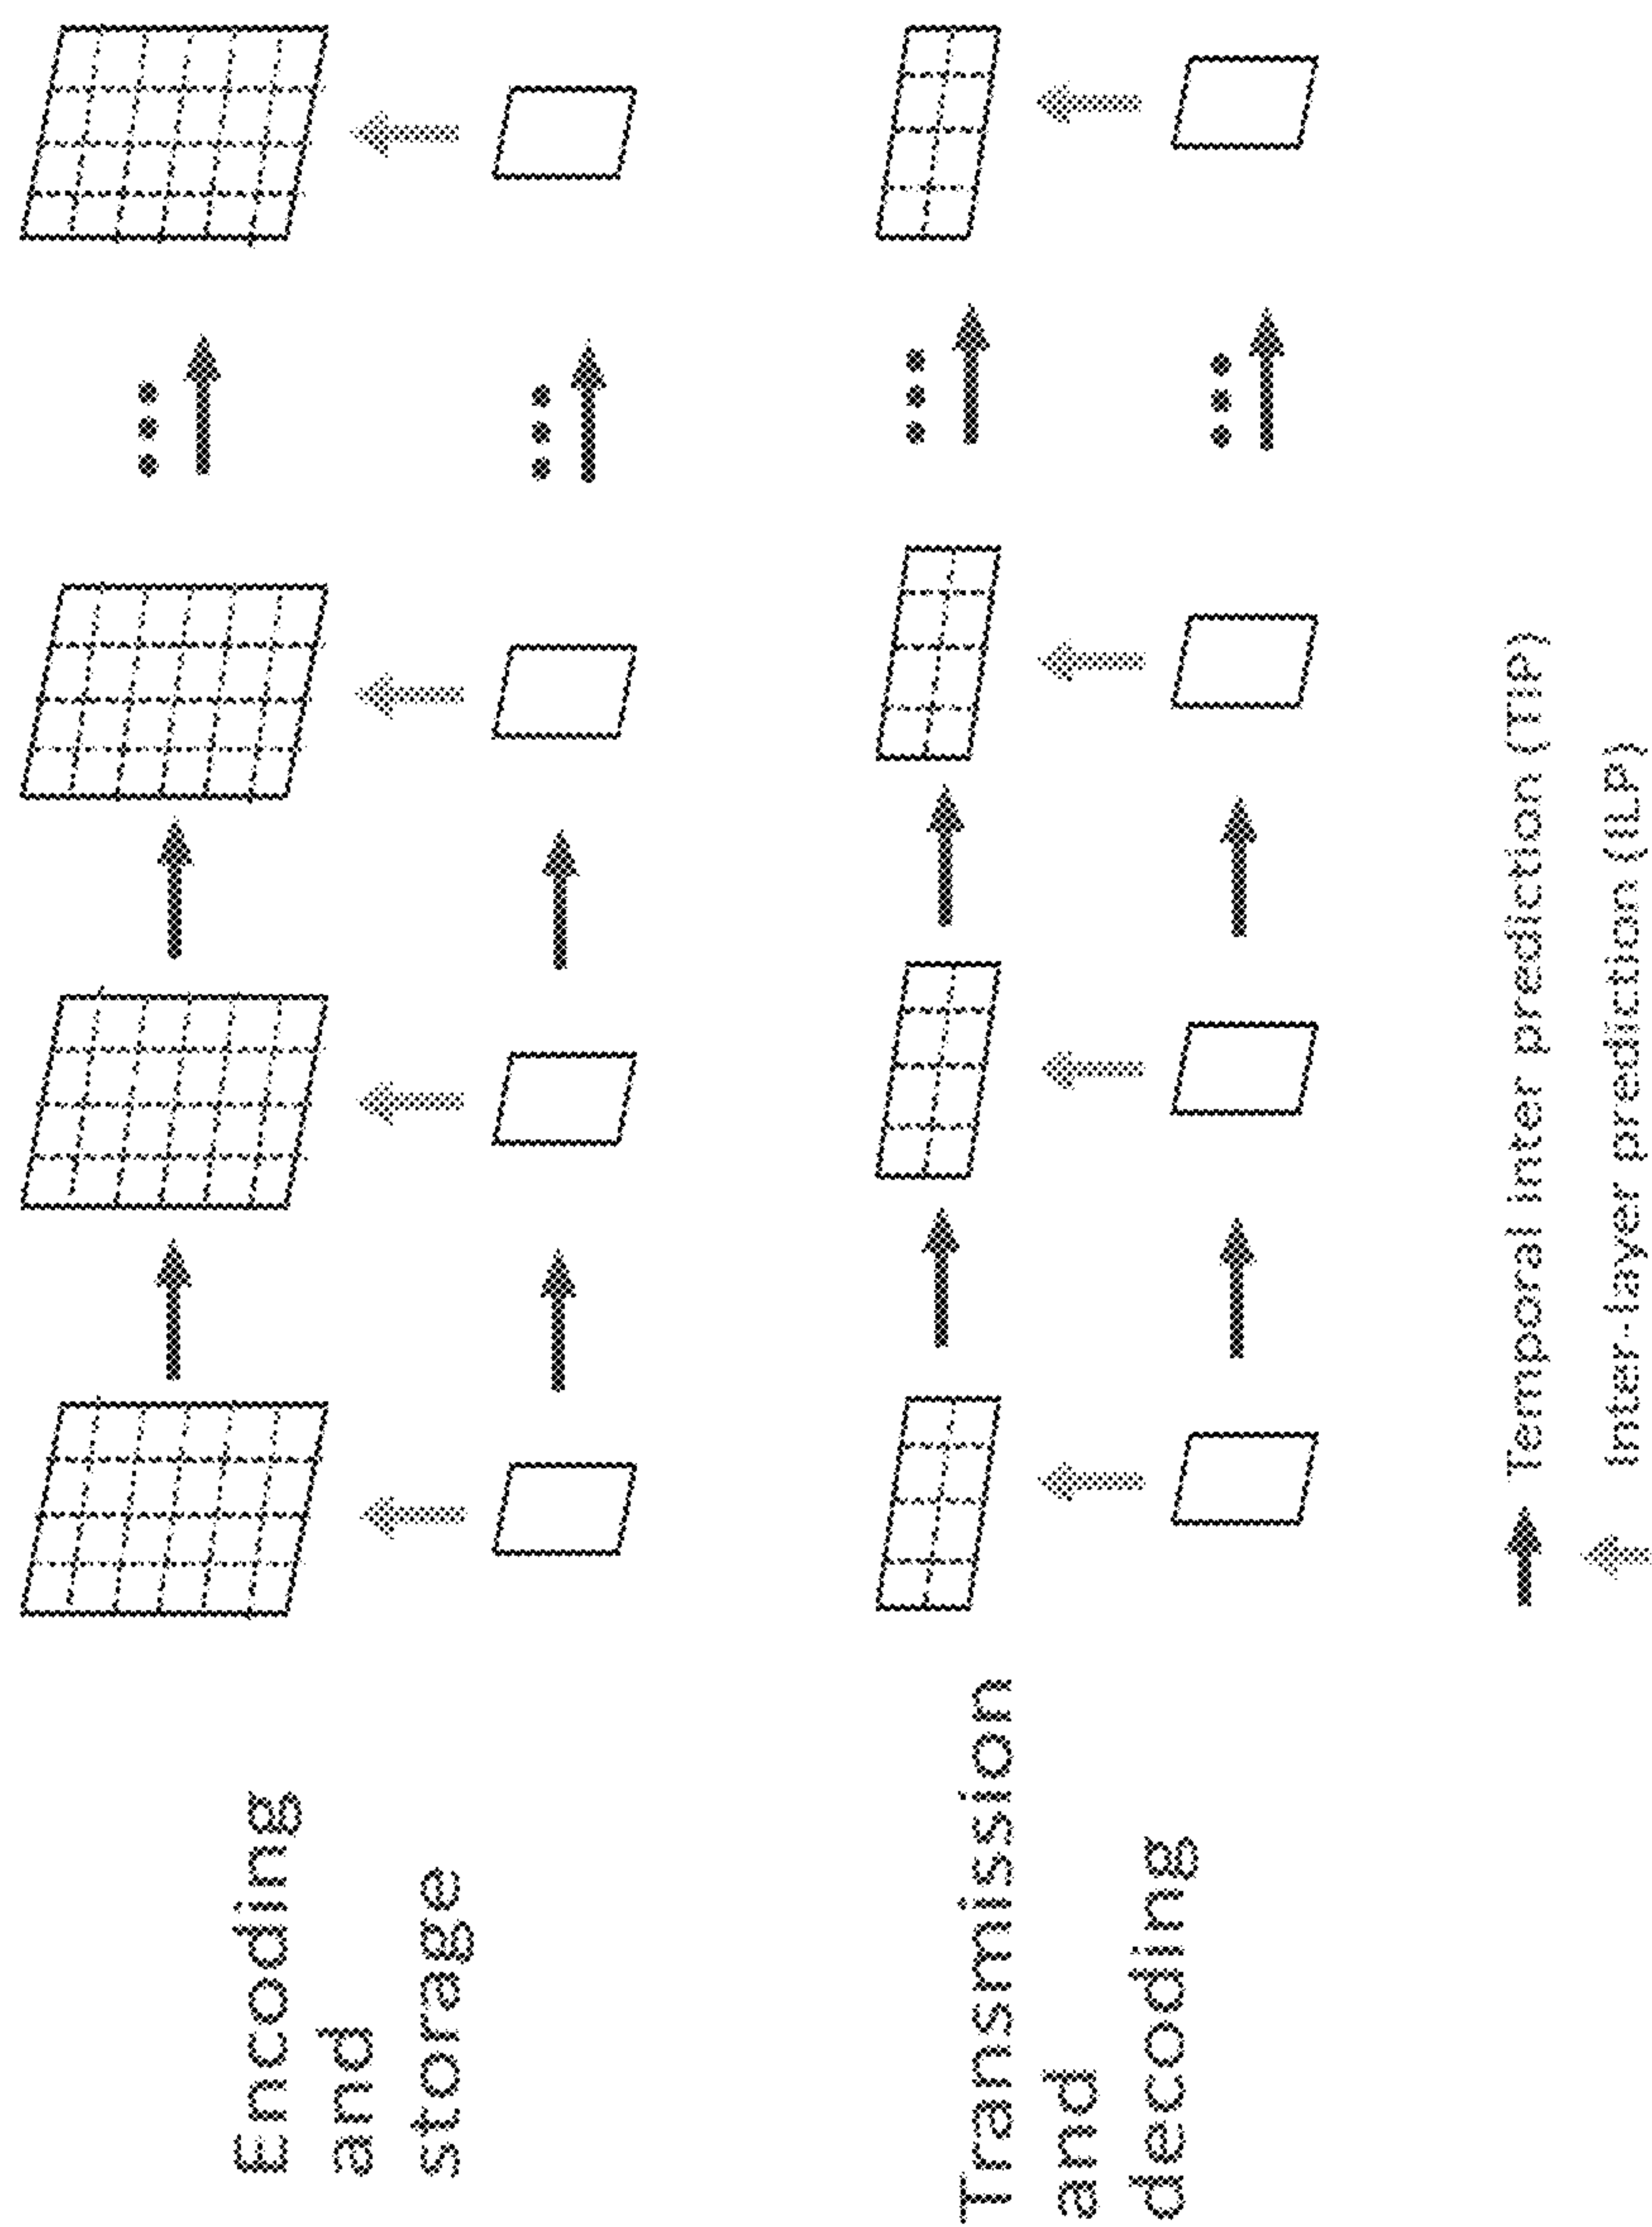 Encoding
and
storage
Transmission
and
decoding
Temporal inter prediction (TIP)
Inter-layer prediction (ILP)